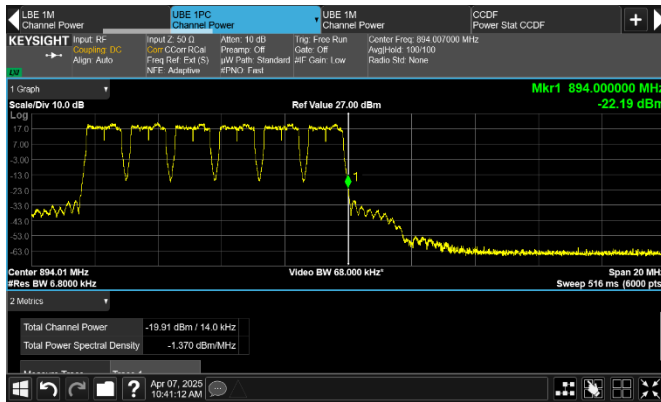 LBE 1M
Channel Power
UBE 1PC
Channel Power
UBE 1M
Channel Power
CCDF
Power Stat CCDF
KEYSIGHT
Input: RF
Coupling: DC
Align: Auto
Input Z: 50 Ω
Corr CCorr RCal
Freq Ref: Ext (S)
NFE: Adaptive
Atten: 10 dB
Preamp: Off
µW Path: Standard
#PNO: Fast
Trig: Free Run
Gate: Off
#IF Gain: Low
Center Freq: 894.007000 MHz
Avg|Hold: 100/100
Radio Std: None
1 Graph
Scale/Div 10.0 dB
Ref Value 27.00 dBm
Mkr1 894.000000 MHz
-22.19 dBm
Log
17.0
7.00
-3.00
-13.0
-23.0
-33.0
-43.0
-53.0
-63.0
1
Center 894.01 MHz
#Res BW 6.8000 kHz
Video BW 68.000 kHz*
Span 20 MHz
Sweep 516 ms (6000 pts)
2 Metrics
Total Channel Power -19.91 dBm / 14.0 kHz
Total Power Spectral Density -1.370 dBm/MHz
Apr 07, 2025
10:41:12 AM